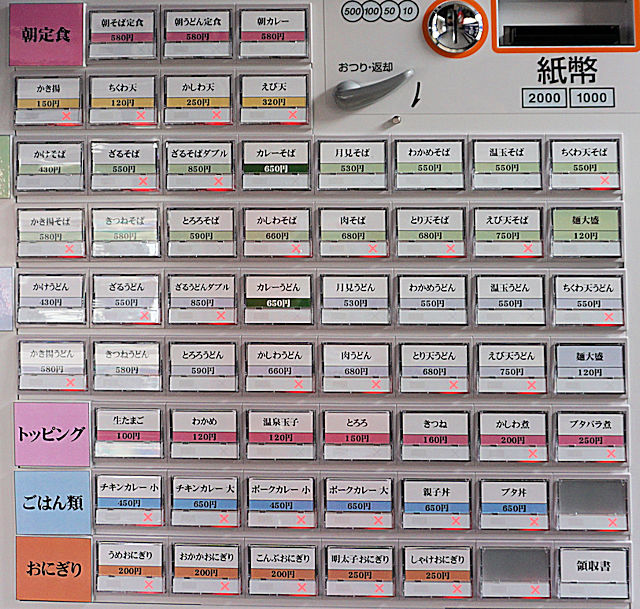 500 100 50 10
おつり・返却
紙幣
2000 1000
朝定食
朝そば定食 朝うどん定食 朝カレー
580円 580円 580円
かき揚 ちくわ天 かしわ天 えび天
150円 120円 250円 320円
かけそば ざるそば ざるそばダブル カレーそば 月見そば わかめそば 温玉そば ちくわ天そば
430円 550円 850円 650円 530円 550円 550円 550円
かき揚そば きつねそば とろろそば かしわそば 肉そば とり天そば えび天そば 麺大盛
580円 580円 590円 660円 680円 680円 750円 120円
かけうどん ざるうどん ざるうどんダブル カレーうどん 月見うどん わかめうどん 温玉うどん ちくわ天うどん
430円 550円 850円 650円 530円 550円 550円 550円
かき揚うどん きつねうどん とろろうどん かしわうどん 肉うどん とり天うどん えび天うどん 麺大盛
580円 580円 590円 660円 680円 680円 750円 120円
トッピング
生たまご わかめ 温泉玉子 とろろ きつね かしわ煮 ブタバラ煮
100円 120円 120円 150円 160円 200円 250円
ごはん類
チキンカレー 小 チキンカレー 大 ポークカレー 小 ポークカレー 大 親子丼 ブタ丼
450円 650円 450円 650円 650円 650円
おにぎり
うめおにぎり おかかおにぎり こんぶおにぎり 明太子おにぎり しゃけおにぎり 領収書
200円 200円 200円 250円 250円